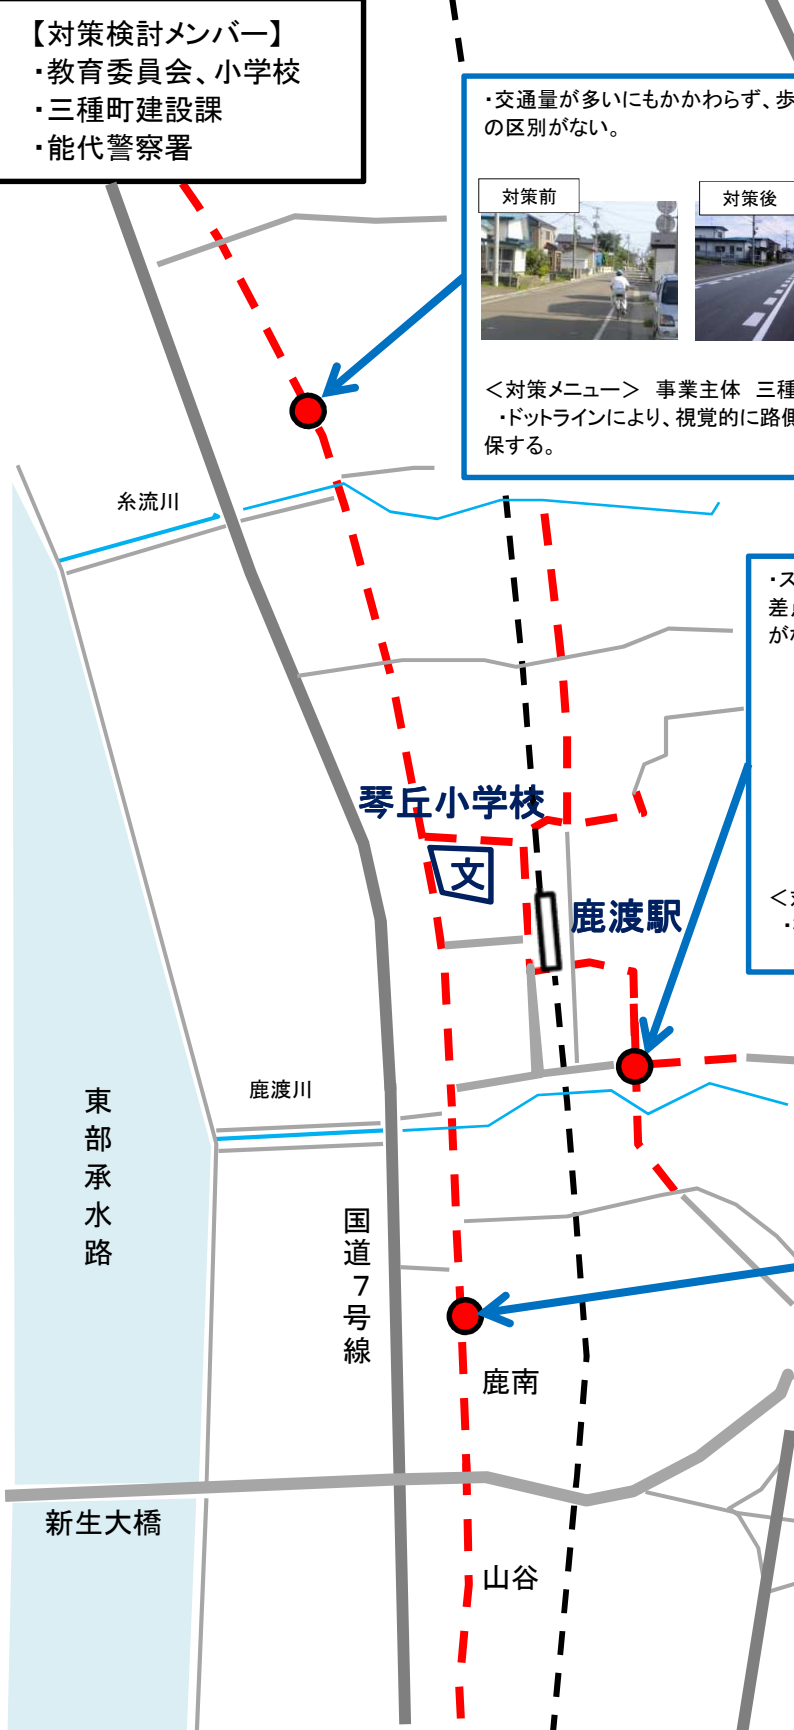 【対策検討メンバー】
・教育委員会、小学校
・三種町建設課
・能代警察署
・交通量が多いにもかかわらず、歩
の区別がない。
対策前
対策後
＜対策メニュー＞ 事業主体 三種
・ドットラインにより、視覚的に路側
保する。
糸流川
・ス
差
が
琴丘小学校
文
鹿渡駅
＜
鹿渡川
東部承水路
国道７号線
鹿南
新生大橋
山谷